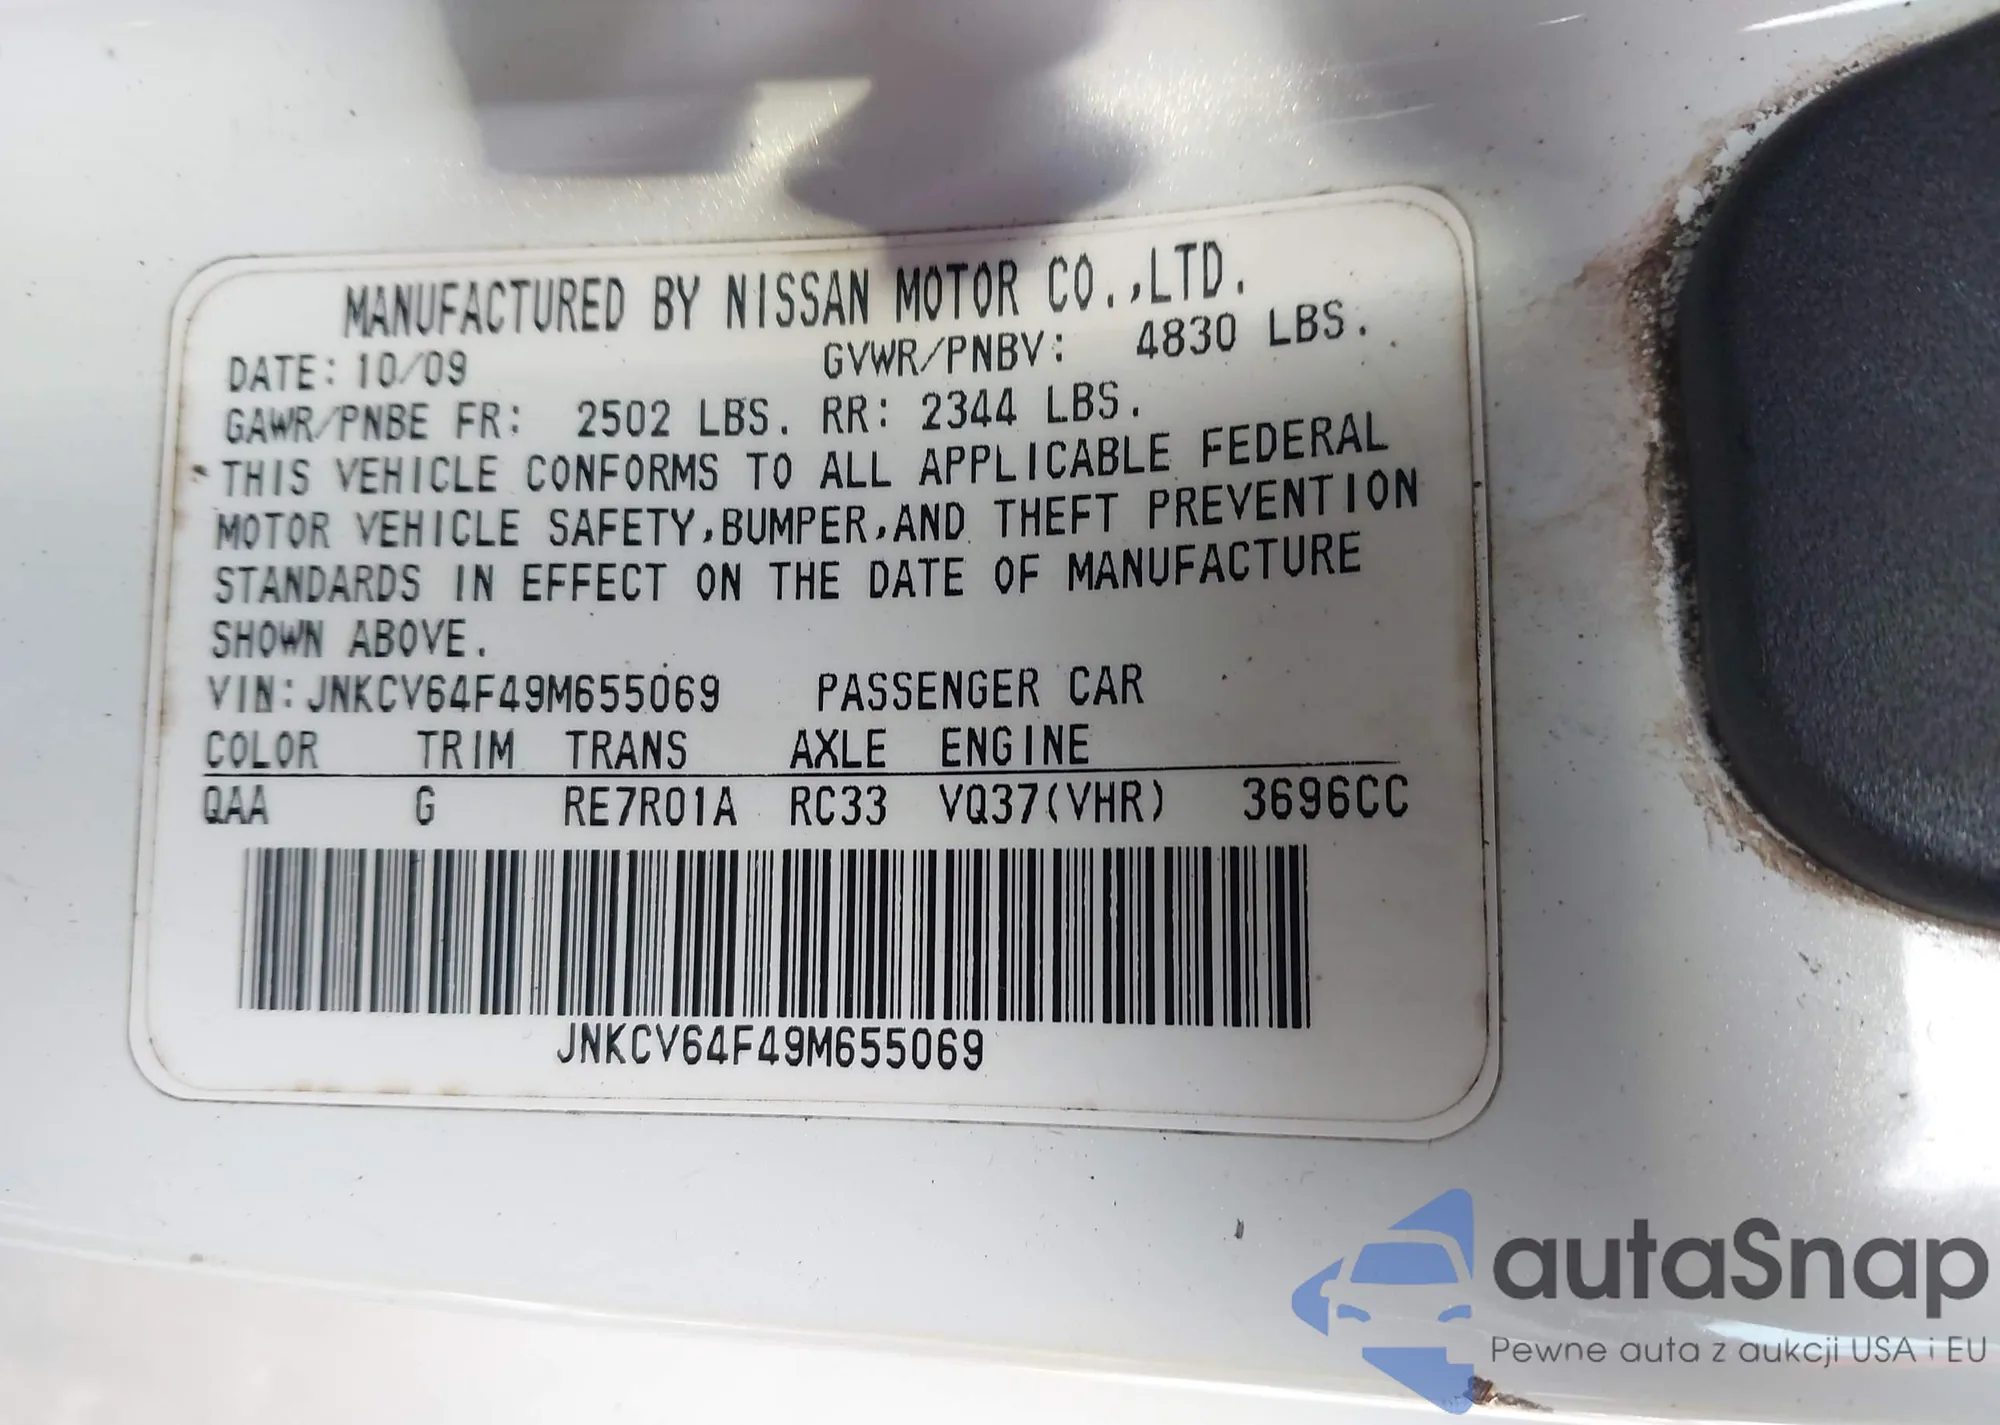 MANUFACTURED BY NISSAN MOTOR CO.,LTD.
DATE: 10/09 GVWR/PNBV: 4830 LBS.
GAWR/PNBE FR: 2502 LBS. RR: 2344 LBS.
THIS VEHICLE CONFORMS TO ALL APPLICABLE FEDERAL
MOTOR VEHICLE SAFETY,BUMPER,AND THEFT PREVENTION
STANDARDS IN EFFECT ON THE DATE OF MANUFACTURE
SHOWN ABOVE.
VIN:JNKCV64F49M655069 PASSENGER CAR
COLOR TRIM TRANS AXLE ENGINE
QAA G RE7R01A RC33 VQ37(VHR) 3696CC
JNKCV64F49M655069
autaSnap
Pewne auta z aukcji USA i EU